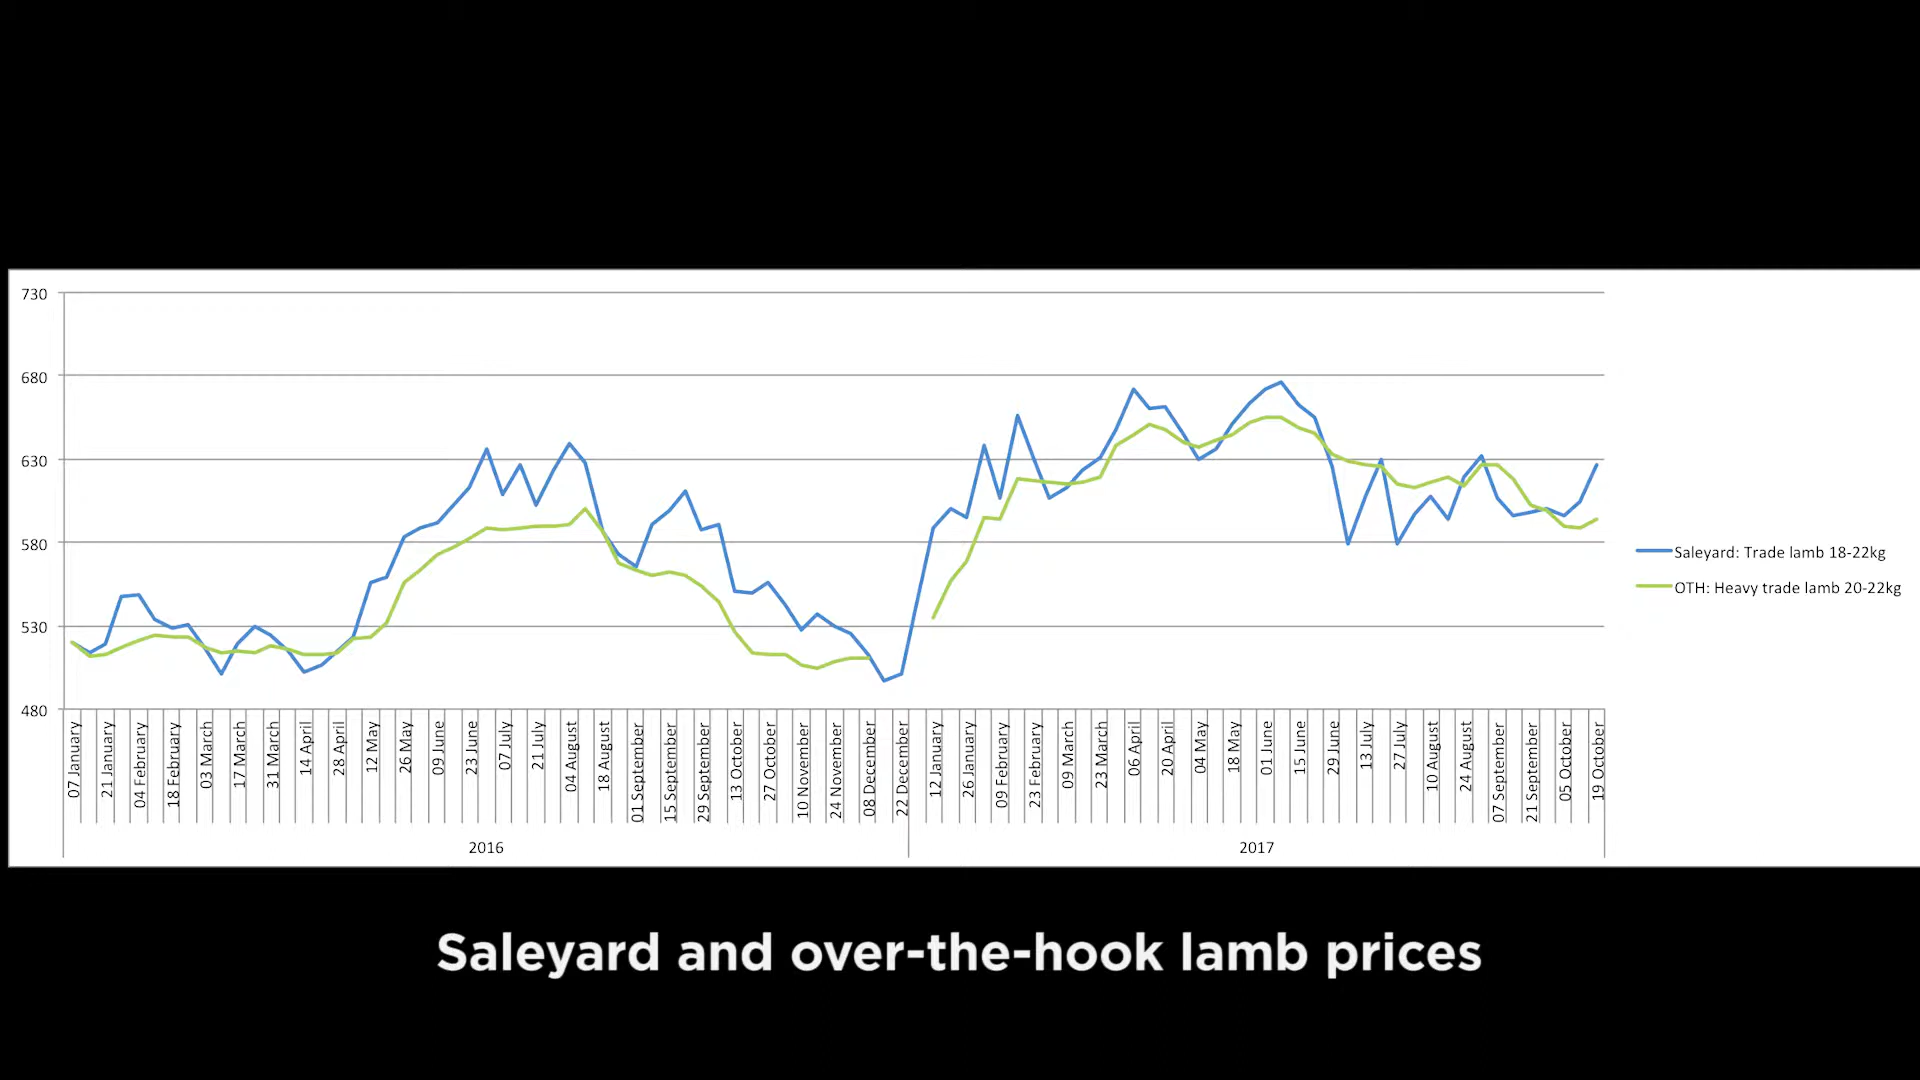 730
680
630
580
530
480
07 January
21 January
04 February
18 February
03 March
17 March
31 March
14 April
28 April
12 May
26 May
09 June
23 June
07 July
21 July
04 August
18 August
01 September
15 September
29 September
13 October
27 October
10 November
24 November
08 December
22 December
12 January
26 January
09 February
23 February
09 March
23 March
06 April
20 April
04 May
18 May
01 June
15 June
29 June
13 July
27 July
10 August
24 August
07 September
21 September
05 October
19 October
2016
2017
Saleyard: Trade lamb 18-22kg
OTH: Heavy trade lamb 20-22kg
Saleyard and over-the-hook lamb prices